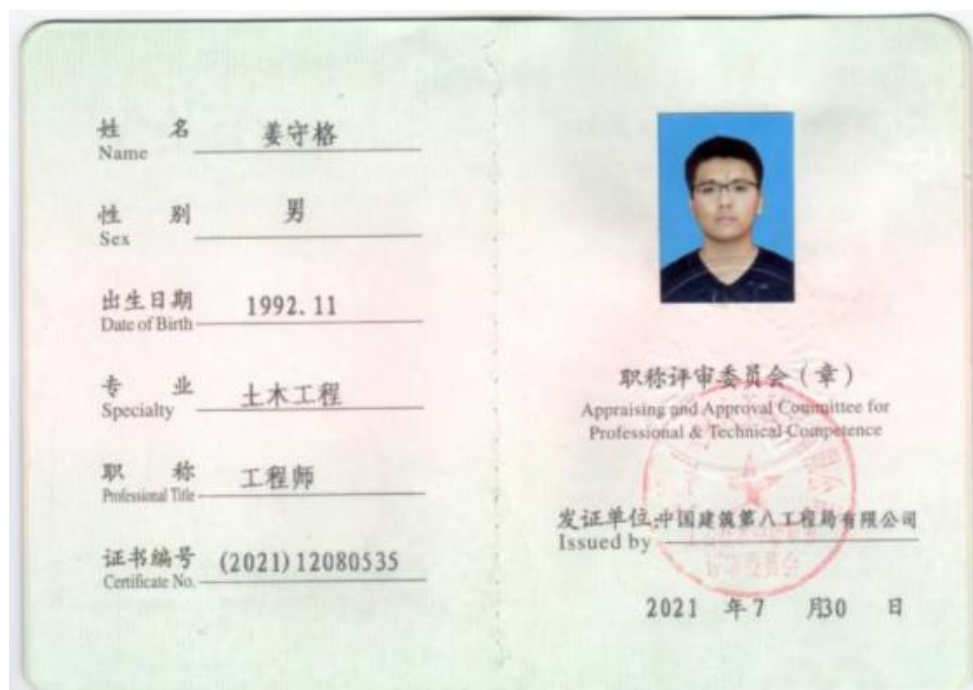 姓 名 姜守格
Name
性 别 男
Sex
出生日期 1992.11
Date of Birth
专 业 土木工程
Specialty
职 称 工程师
Professional Title
证书编号 (2021)12080535
Certificate No.
职称评审委员会(章)
Appraising and Approval Committee for
Professional & Technical Competence
发证单位:中国建筑第八工程局有限公司
Issued by
2021 年7 月30 日